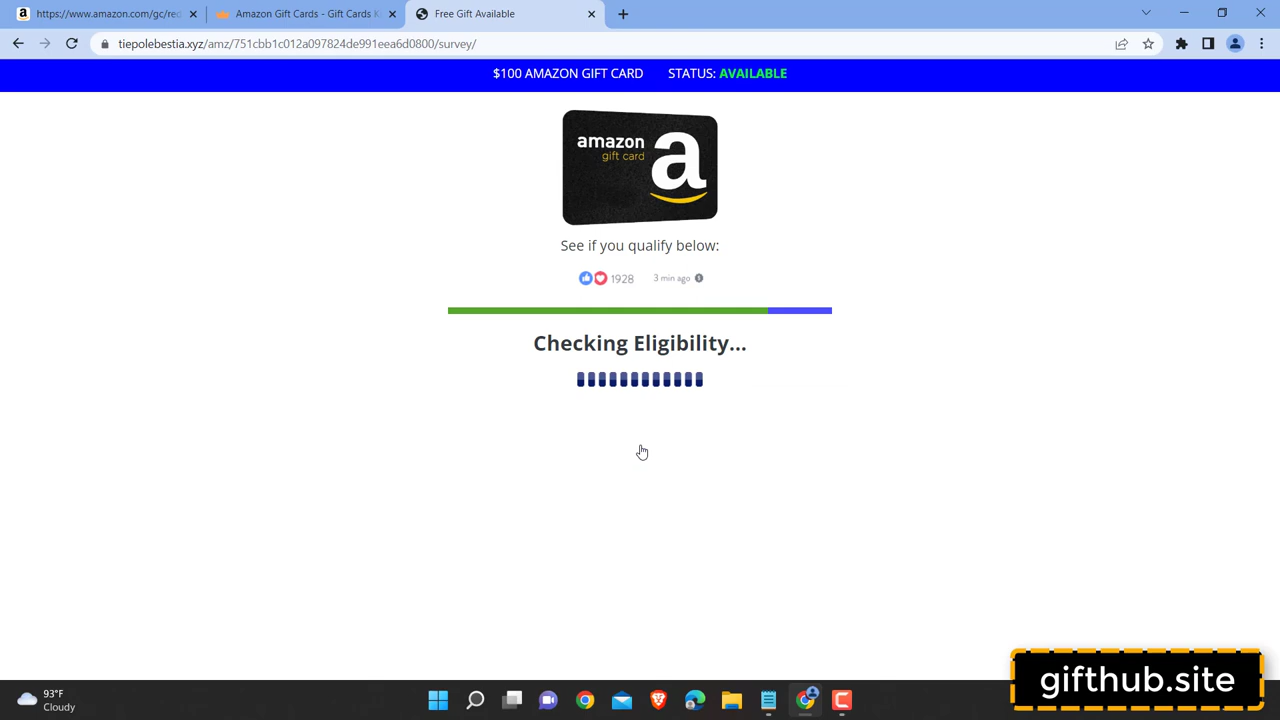 https://www.amazon.com/gc/red
Amazon Gift Cards - Gift Cards K
Free Gift Available
tiepolebestia.xyz/amz/751cbb1c012a097824de991eea6d0800/survey/
$100 AMAZON GIFT CARD STATUS: AVAILABLE
amazon
gift card
See if you qualify below:
1928 3 min ago
Checking Eligibility...
gifthub.site
93°F
Cloudy